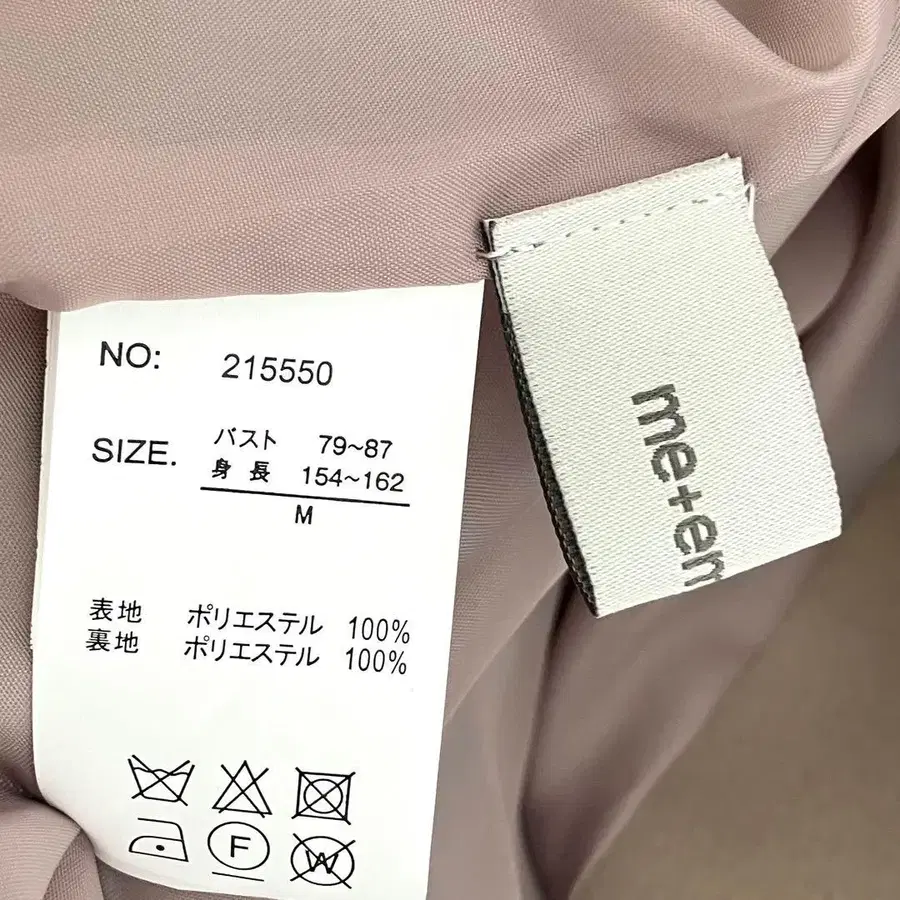 NO: 215550
SIZE. バスト 79~87
身長 154~162
M
表地 ポリエステル 100%
裏地 ポリエステル 100%
F
W
me+em